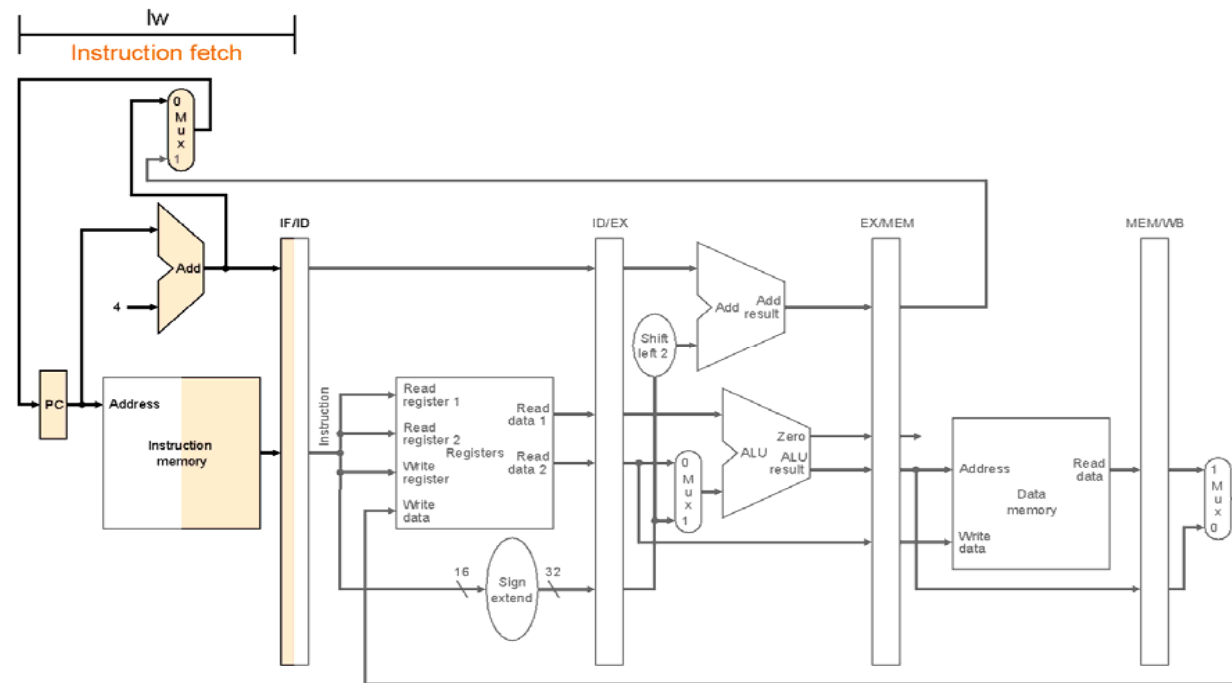 lw
Instruction fetch
0
M
u
x
1
IF/ID
ID/EX
EX/MEM
MEM/WB
Add
4
Add
Add
result
Shift
left 2
PC
Address
Instruction
memory
Instruction
Read
register 1
Read
register 2
Registers
Write
register
Write
data
Read
data 1
Read
data 2
0
M
u
x
1
Zero
ALU
ALU
result
Address
Read
data
Data
memory
Write
data
1
M
u
x
0
16
Sign
extend
32